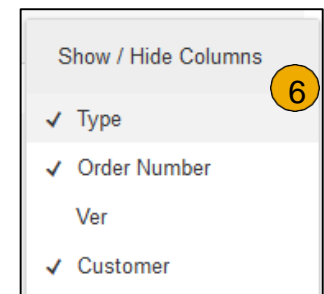 Show / Hide Columns
6
✓ Type
✓ Order Number
Ver
✓ Customer